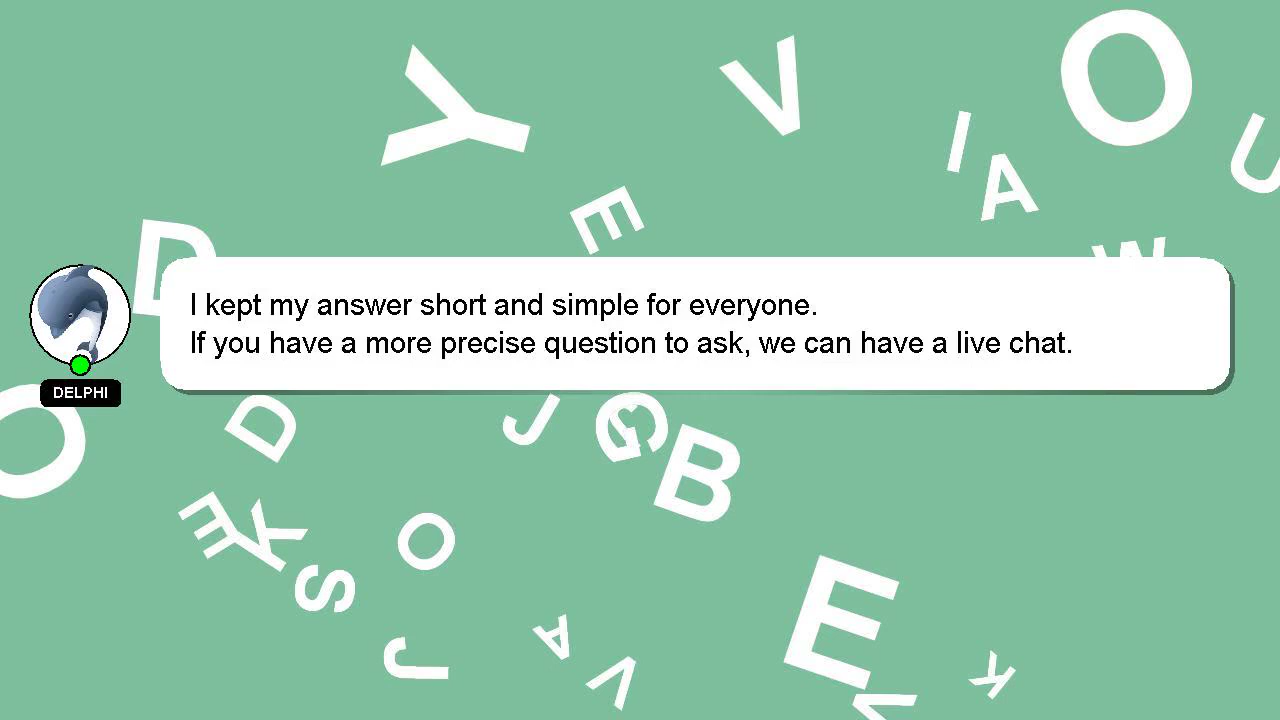 I kept my answer short and simple for everyone.
If you have a more precise question to ask, we can have a live chat.
DELPHI
Y
V
O
I
A
U
E
D
W
O
D
J
G
B
E
K
S
O
J
A
V
E
K
V